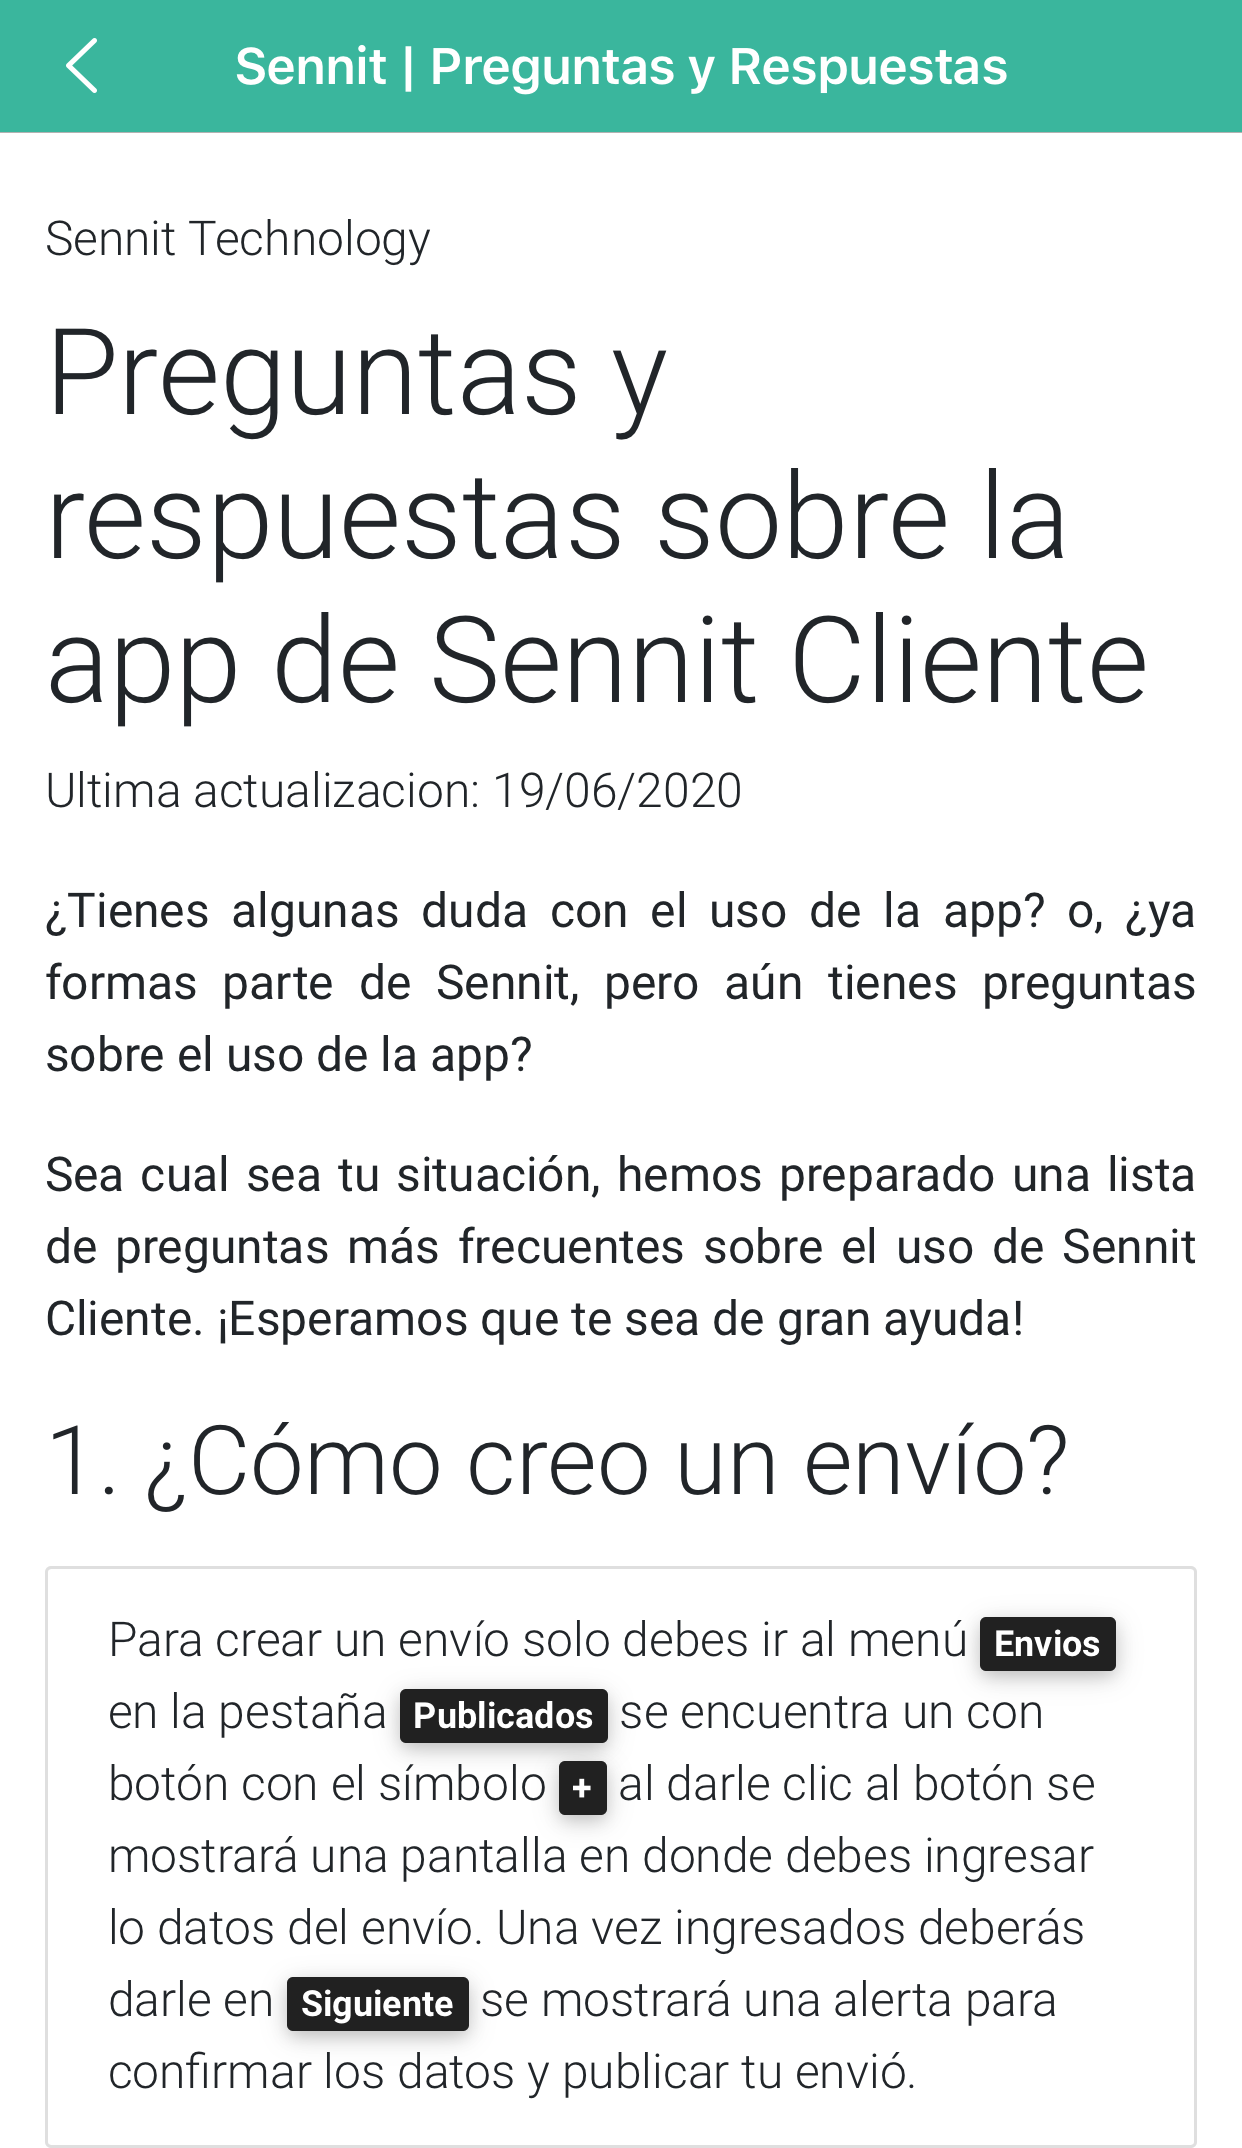 Sennit | Preguntas y Respuestas
Sennit Technology
Preguntas y
respuestas sobre la
app de Sennit Cliente
Ultima actualizacion: 19/06/2020
¿Tienes algunas duda con el uso de la app? o, ¿ya
formas parte de Sennit, pero aún tienes preguntas
sobre el uso de la app?
Sea cual sea tu situación, hemos preparado una lista
de preguntas más frecuentes sobre el uso de Sennit
Cliente. ¡Esperamos que te sea de gran ayuda!
1. ¿Cómo creo un envío?
Para crear un envío solo debes ir al menú Envios
en la pestaña Publicados se encuentra un con
botón con el símbolo + al darle clic al botón se
mostrará una pantalla en donde debes ingresar
lo datos del envío. Una vez ingresados deberás
darle en Siguiente se mostrará una alerta para
confirmar los datos y publicar tu envió.